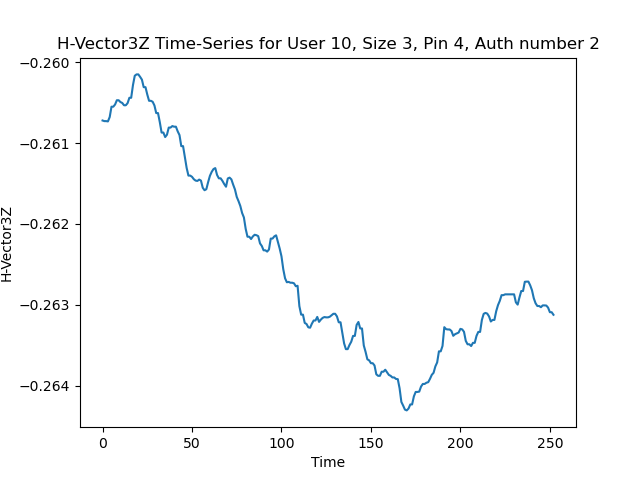 H-Vector3Z Time-Series for User 10, Size 3, Pin 4, Auth number 2
H-Vector3Z
−0.260
−0.261
−0.262
−0.263
−0.264
0 50 100 150 200 250
Time